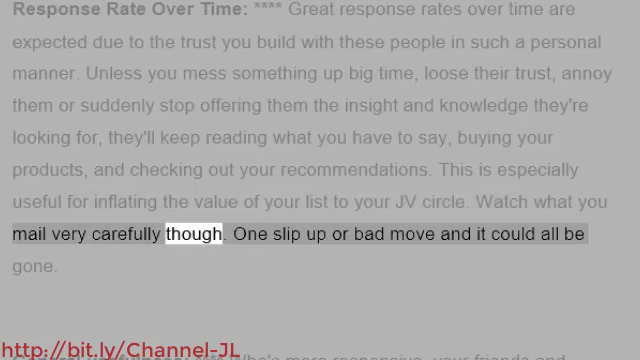 Response Rate Over Time: **** Great response rates over time are
expected due to the trust you build with these people in such a personal
manner. Unless you mess something up big time, loose their trust, annoy
them or suddenly stop offering them the insight and knowledge they're
looking for, they'll keep reading what you have to say, buying your
products, and checking out your recommendations. This is especially
useful for inflating the value of your list to your JV circle. Watch what you
mail very carefully though. One slip up or bad move and it could all be
gone.
http://bit.ly/Channel-JL